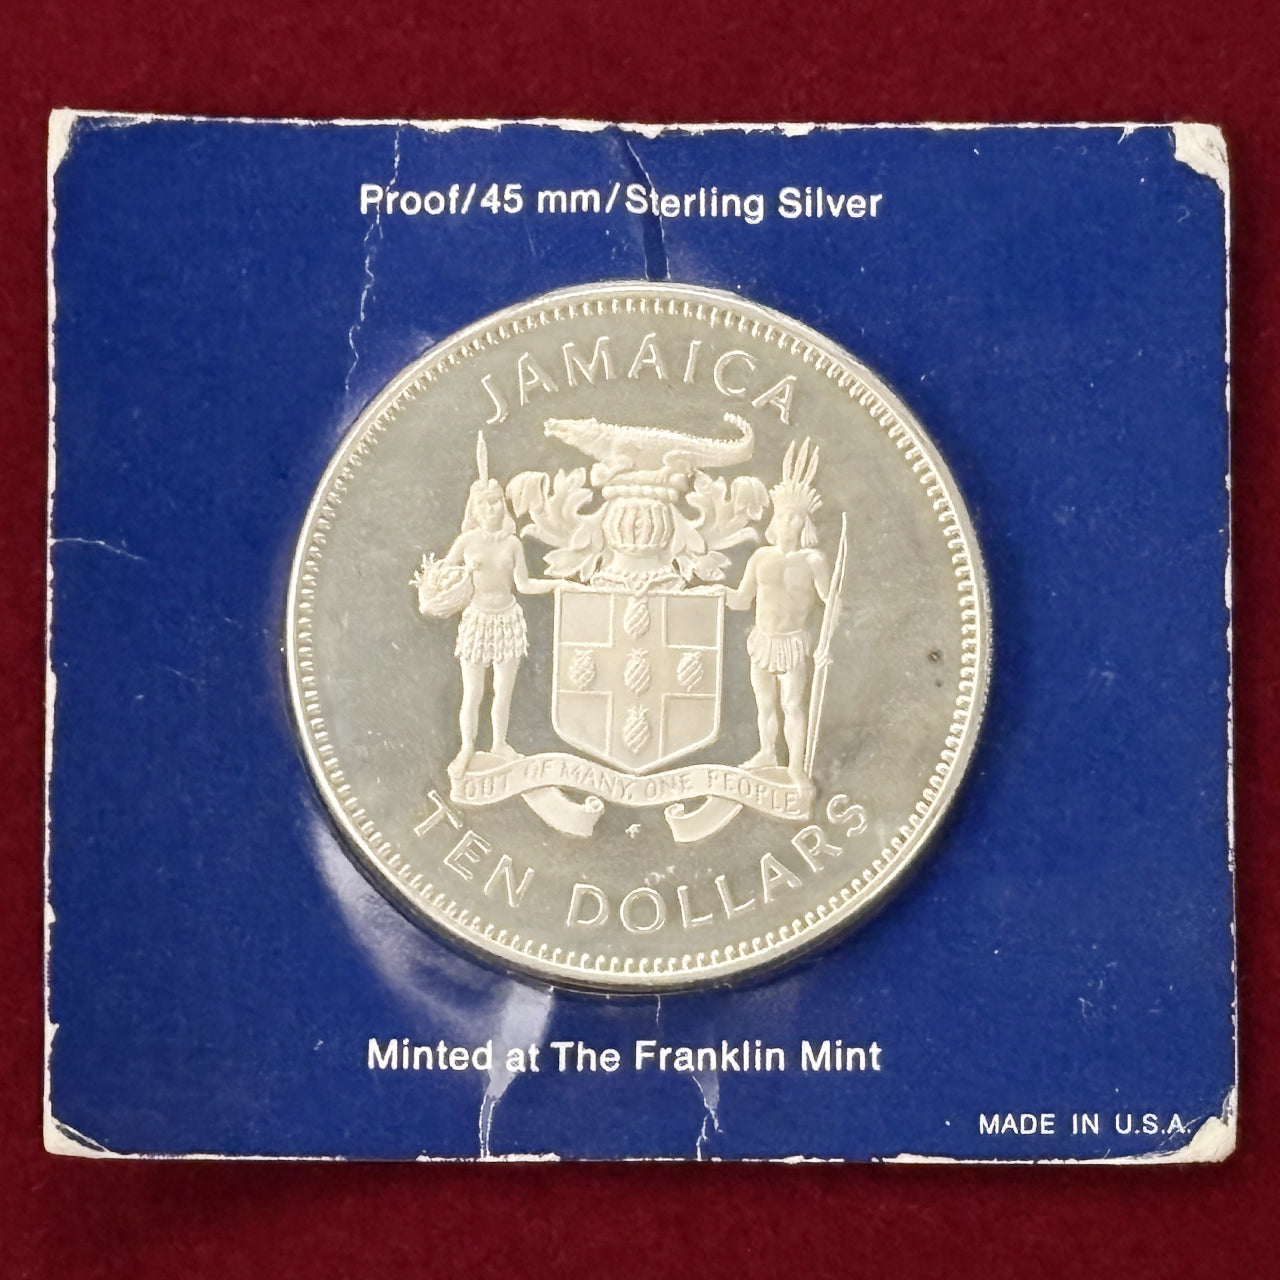 Proof/45 mm/Sterling Silver
JAMAICA
OUT OF MANY, ONE PEOPLE
TEN DOLLARS
Minted at The Franklin Mint
MADE IN U.S.A.